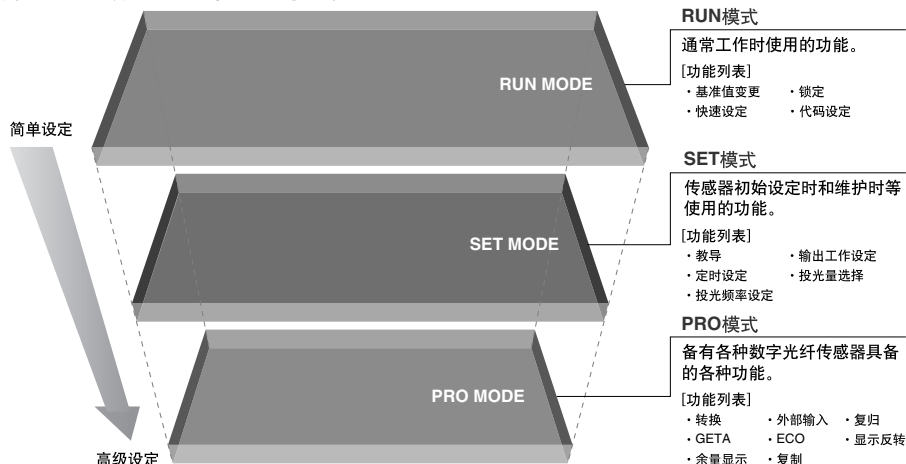 RUN模式
通常工作时使用的功能。
[功能列表]
・基准值变更 ・锁定
・快速设定 ・代码设定
RUN MODE
简单设定
SET模式
传感器初始设定时和维护时等
使用的功能。
[功能列表]
・教导 ・输出工作设定
・定时设定 ・投光量选择
・投光频率设定
SET MODE
PRO模式
备有各种数字光纤传感器具备
的各种功能。
[功能列表]
・转换 ・外部输入 ・复归
・GETA ・ECO ・显示反转
・余量显示 ・复制
PRO MODE
高级设定